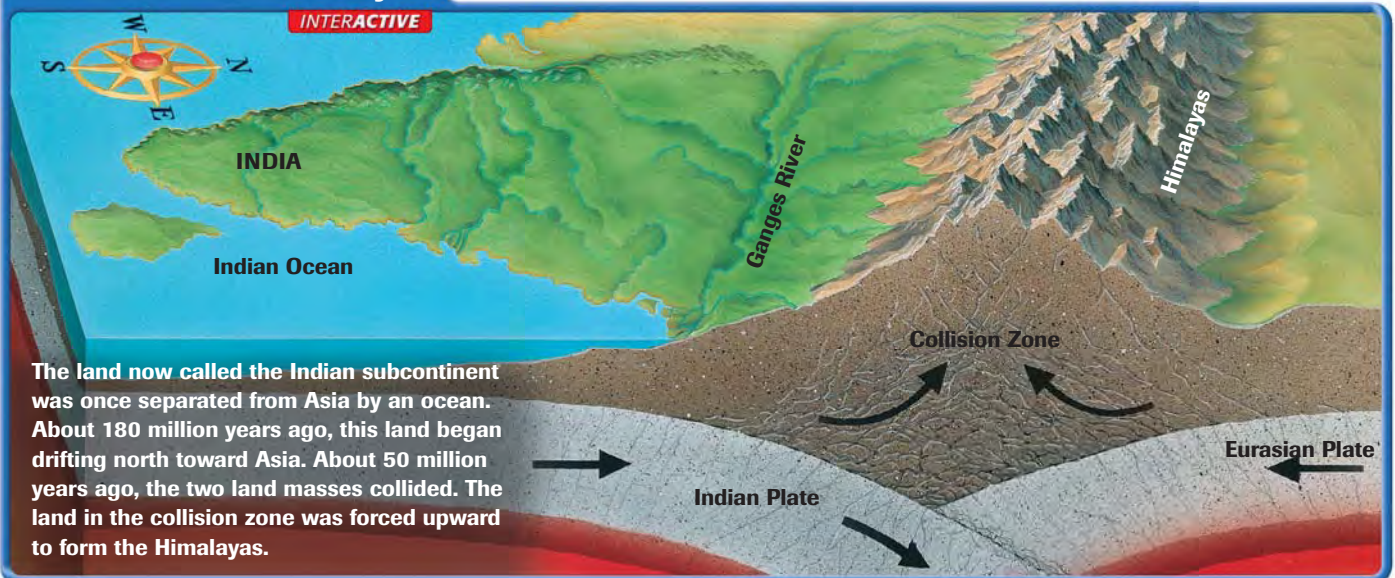 INTERACTIVE
W
S
N
E
INDIA
Ganges River
Himalayas
Indian Ocean
Collision Zone
The land now called the Indian subcontinent
was once separated from Asia by an ocean.
About 180 million years ago, this land began
drifting north toward Asia. About 50 million
years ago, the two land masses collided. The
land in the collision zone was forced upward
to form the Himalayas.
Eurasian Plate
Indian Plate